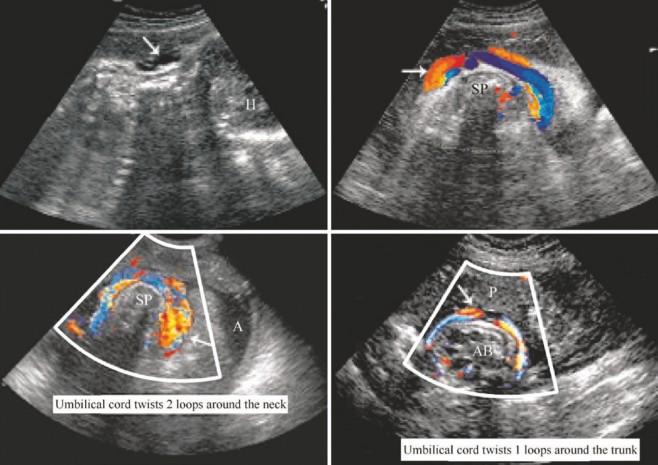 H
SP
SP
A
Umbilical cord twists 2 loops around the neck
P
AB
Umbilical cord twists 1 loops around the trunk